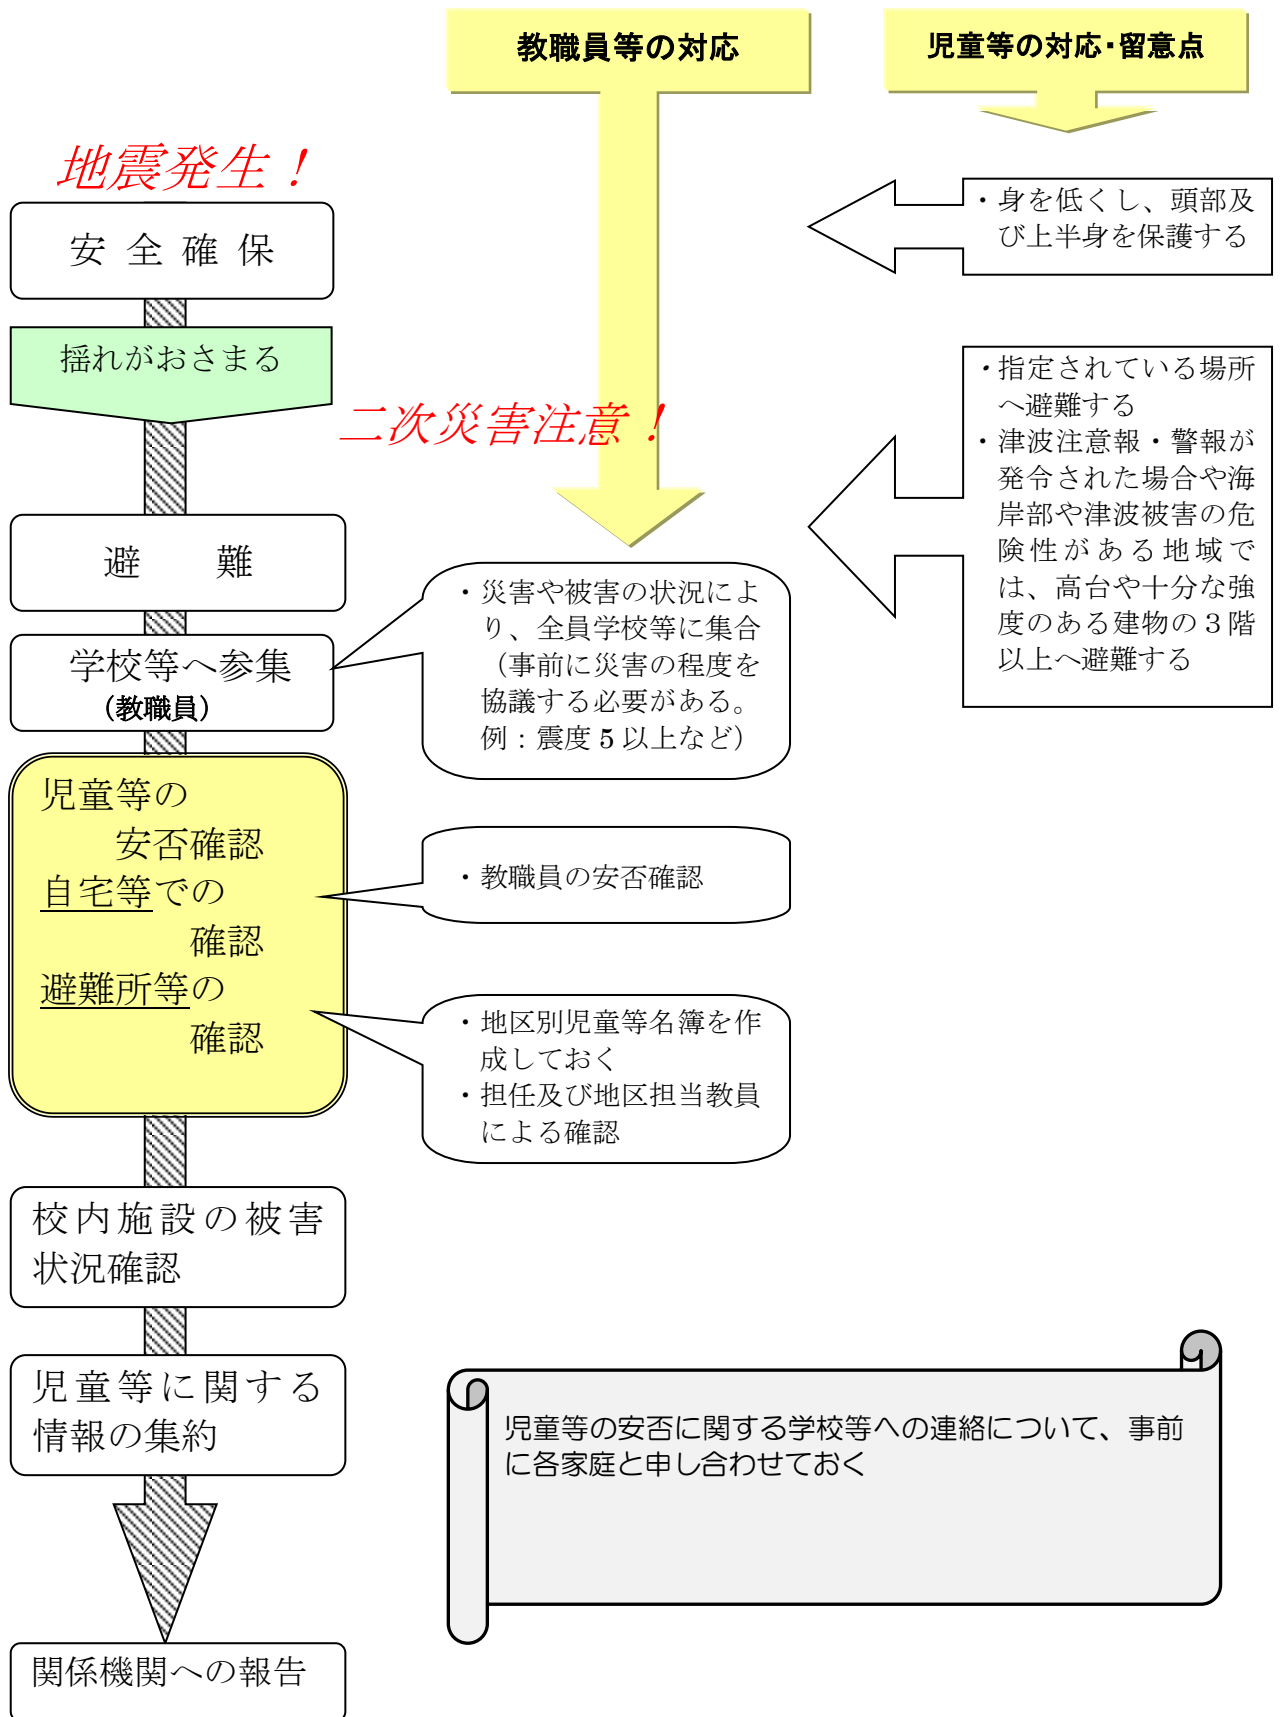 教職員等の対応
児童等の対応・留意点
地震発生！
安全確保
・身を低くし、頭部及
び上半身を保護する
揺れがおさまる
二次災害注意！
・指定されている場所
へ避難する
・津波注意報・警報が
発令された場合や海
岸部や津波被害の危
険性がある地域で
は、高台や十分な強
度のある建物の３階
以上へ避難する
避　難
・災害や被害の状況によ
り、全員学校等に集合
（事前に災害の程度を
協議する必要がある。
例：震度5以上など）
学校等へ参集
（教職員）
児童等の
安否確認
自宅等での
確認
避難所等の
確認
・教職員の安否確認
・地区別児童等名簿を作
成しておく
・担任及び地区担当教員
による確認
校内施設の被害
状況確認
児童等に関する
情報の集約
児童等の安否に関する学校等への連絡について、事前
に各家庭と申し合わせておく
関係機関への報告